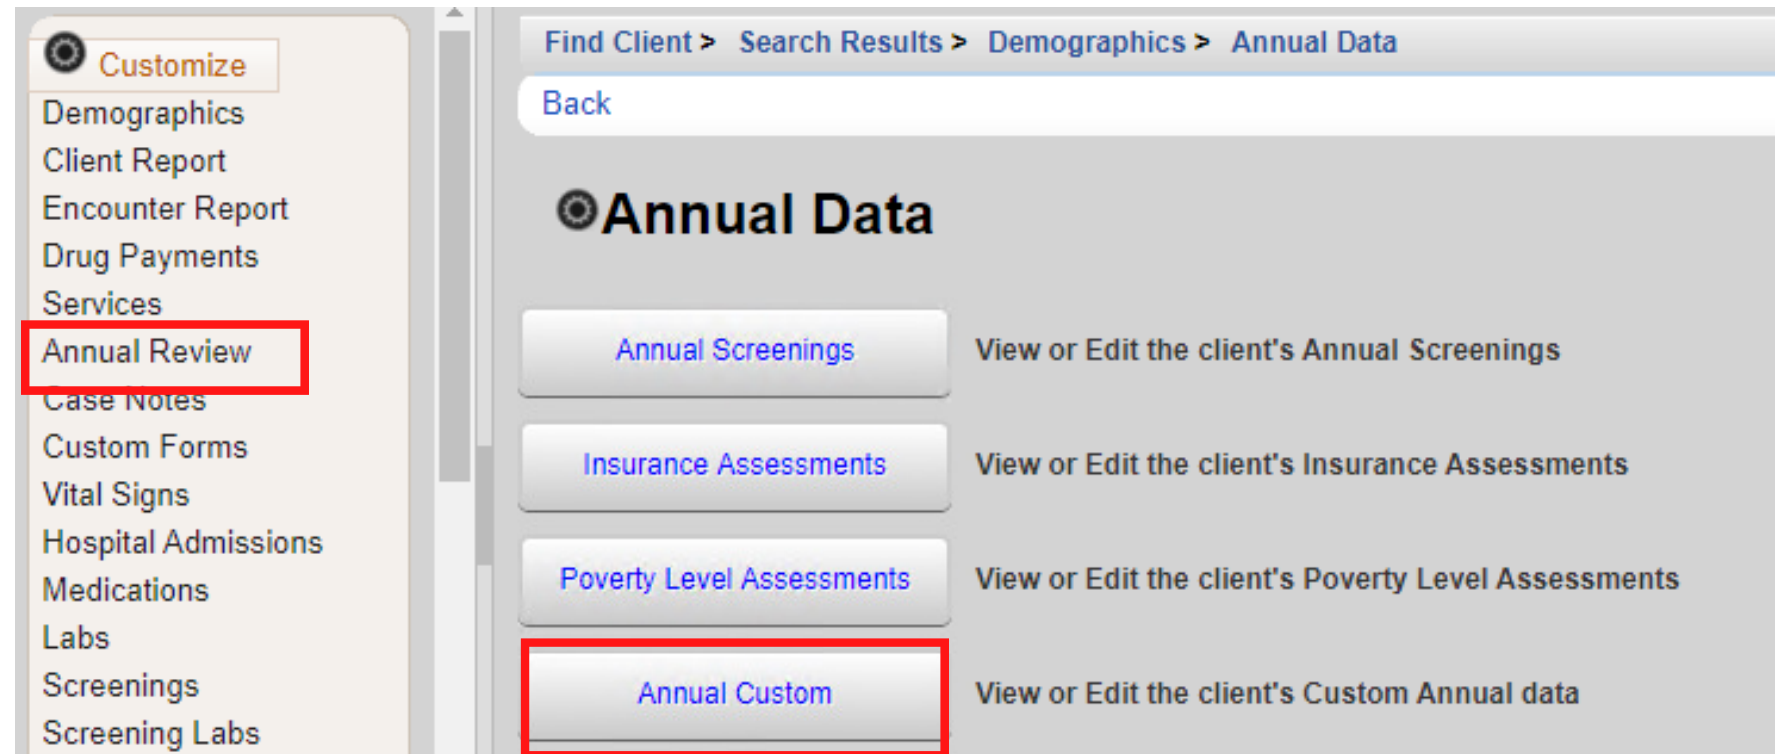 Customize
Demographics
Client Report
Encounter Report
Drug Payments
Services
Annual Review
Case Notes
Custom Forms
Vital Signs
Hospital Admissions
Medications
Labs
Screenings
Screening Labs
Find Client > Search Results > Demographics > Annual Data
Back
Annual Data
Annual Screenings View or Edit the client's Annual Screenings
Insurance Assessments View or Edit the client's Insurance Assessments
Poverty Level Assessments View or Edit the client's Poverty Level Assessments
Annual Custom View or Edit the client's Custom Annual data